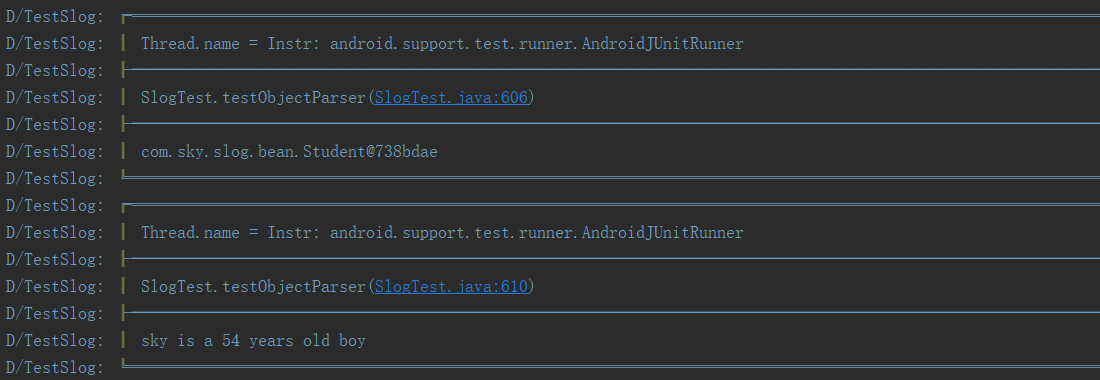 D/TestSlog: ╔════════════════════════════════════════
D/TestSlog: ║ Thread.name = Instr: android.support.test.runner.AndroidJUnitRunner
D/TestSlog: ╟────────────────────────────────────────
D/TestSlog: ║ SlogTest.testObjectParser(SlogTest.java:606)
D/TestSlog: ╟────────────────────────────────────────
D/TestSlog: ║ com.sky.slog.bean.Student@738bdae
D/TestSlog: ╚════════════════════════════════════════
D/TestSlog: ╔════════════════════════════════════════
D/TestSlog: ║ Thread.name = Instr: android.support.test.runner.AndroidJUnitRunner
D/TestSlog: ╟────────────────────────────────────────
D/TestSlog: ║ SlogTest.testObjectParser(SlogTest.java:610)
D/TestSlog: ╟────────────────────────────────────────
D/TestSlog: ║ sky is a 54 years old boy
D/TestSlog: ╚════════════════════════════════════════